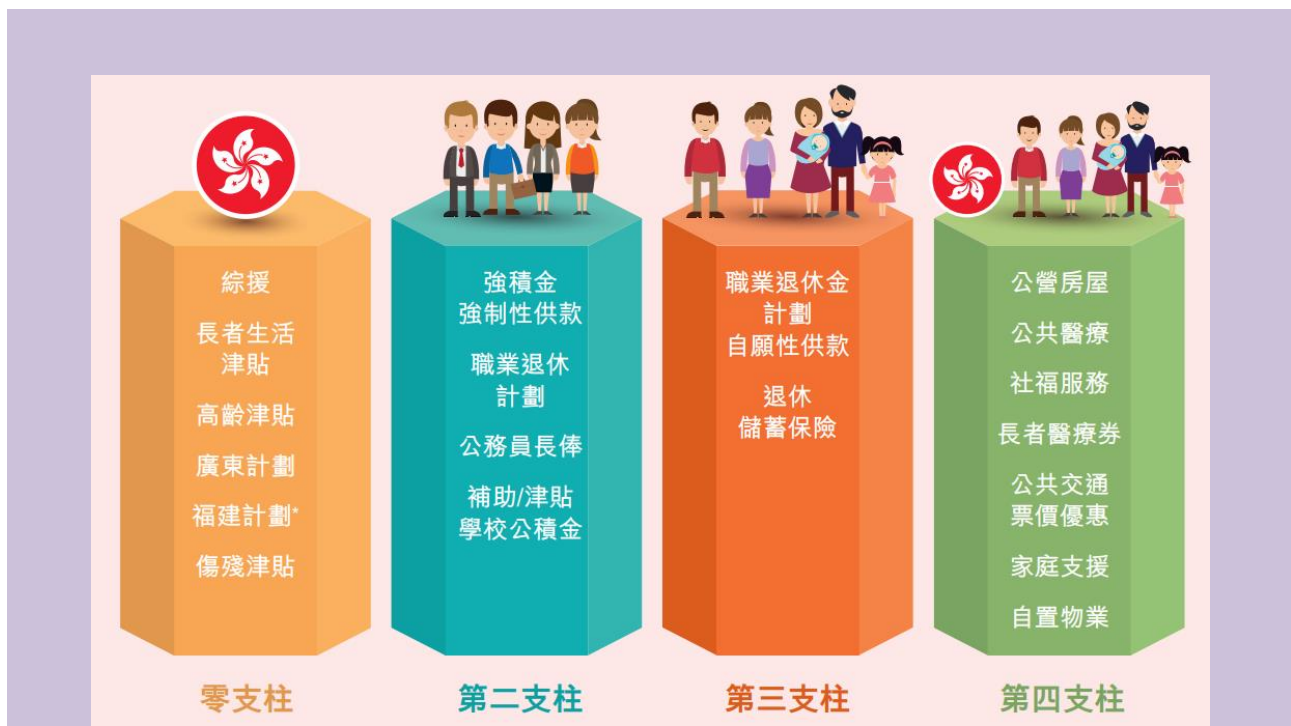 綜援
長者生活
津貼
高齡津貼
廣東計劃
福建計劃*
傷殘津貼
零支柱
強積金
強制性供款
職業退休
計劃
公務員長俸
補助/津貼
學校公積金
第二支柱
職業退休金
計劃
自願性供款
退休
儲蓄保險
第三支柱
公營房屋
公共醫療
社福服務
長者醫療券
公共交通
票價優惠
家庭支援
自置物業
第四支柱